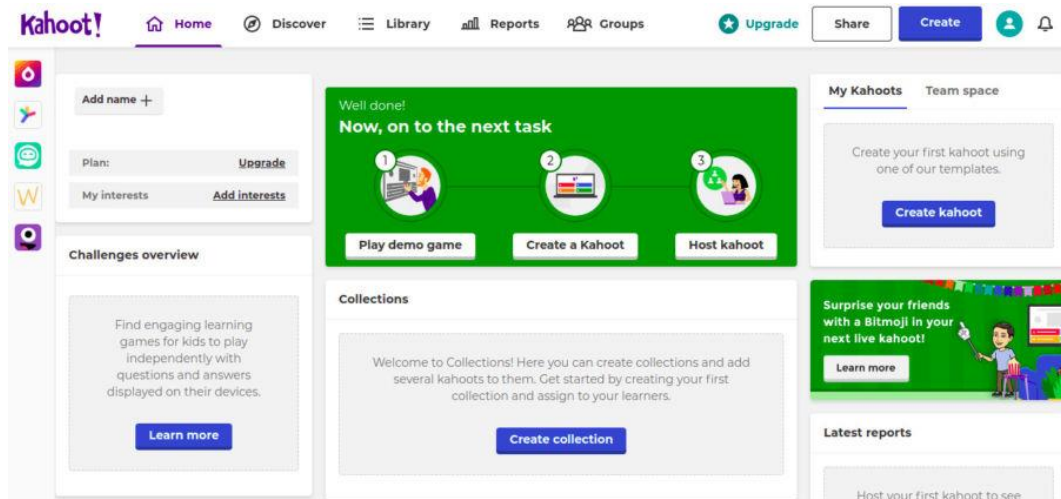 Kahoot!
Home
Discover
Library
Reports
Groups
Upgrade
Share
Create
Add name +
Plan:
Upgrade
My interests
Add interests
Challenges overview
Find engaging learning
games for kids to play
independently with
questions and answers
displayed on their devices.
Learn more
Well done!
Now, on to the next task
1
2
3
Play demo game
Create a Kahoot
Host kahoot
Collections
Welcome to Collections! Here you can create collections and add
several kahoots to them. Get started by creating your first
collection and assign to your learners.
Create collection
My Kahoots
Team space
Create your first kahoot using
one of our templates.
Create kahoot
Surprise your friends
with a Bitmoji in your
next live kahoot!
Learn more
Latest reports
Host your first kahoot to see